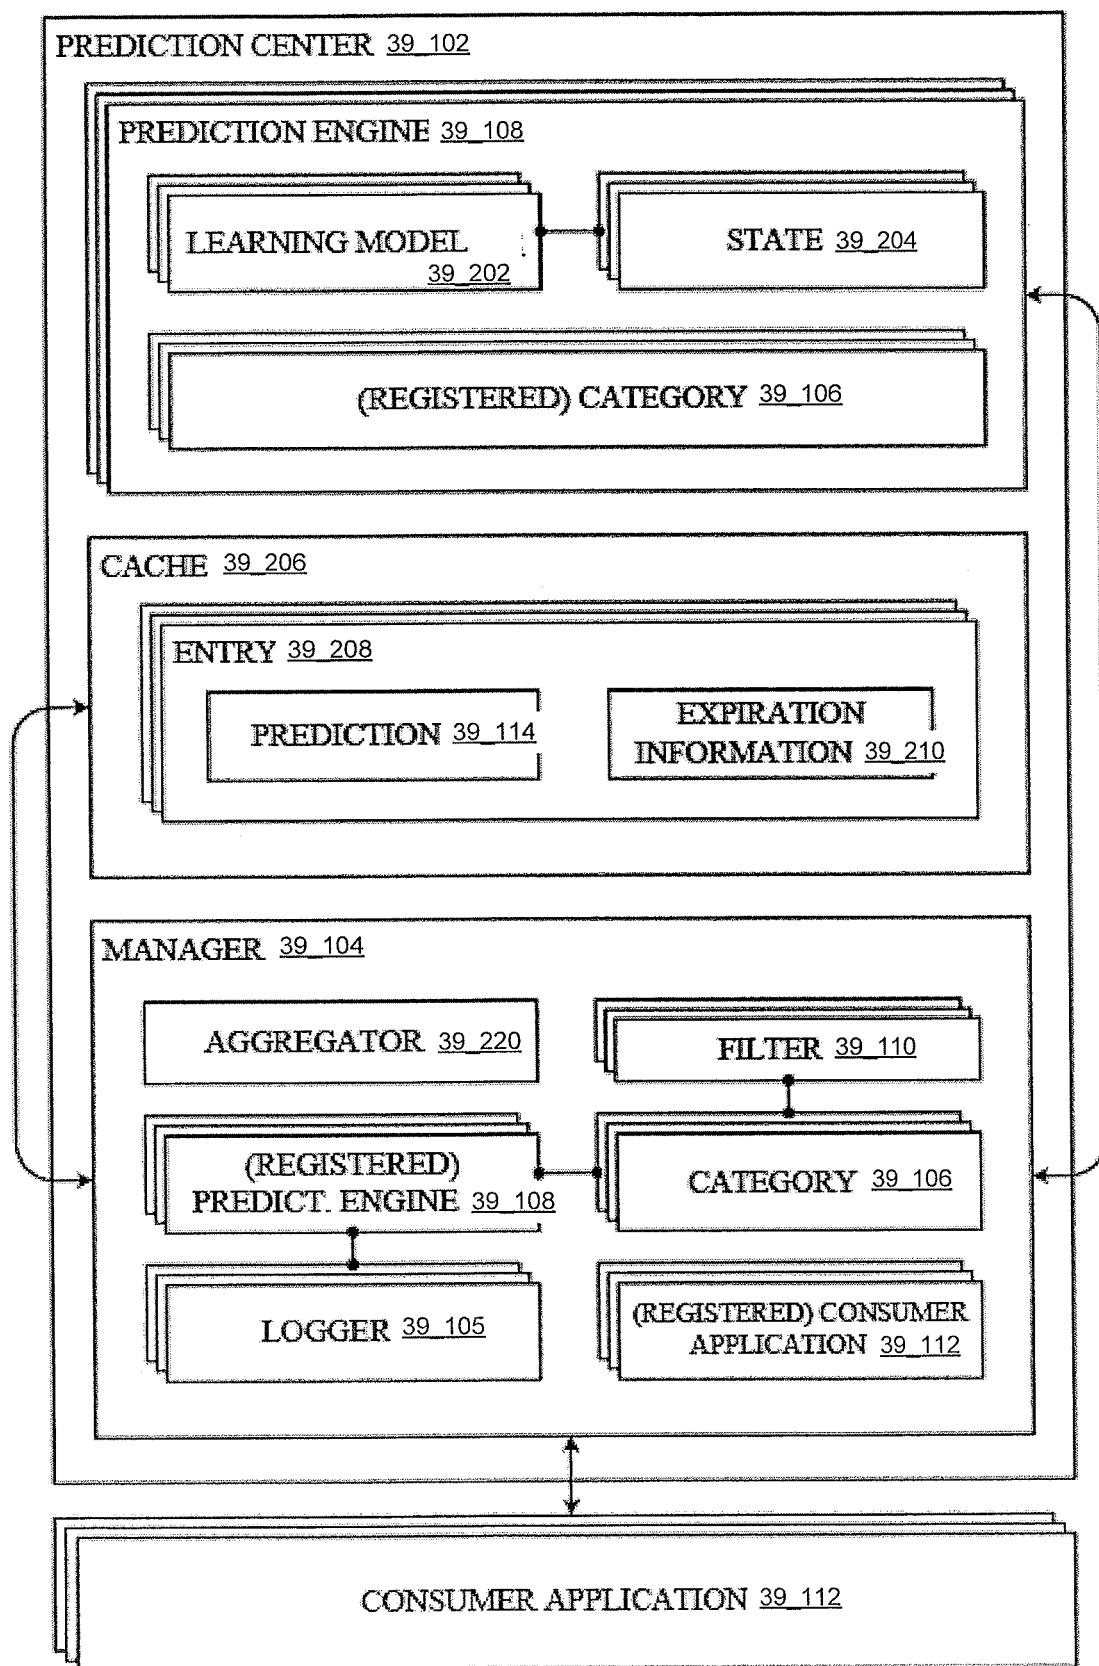 PREDICTION CENTER 39_102
PREDICTION ENGINE 39_108
LEARNING MODEL
39_202
STATE 39_204
(REGISTERED) CATEGORY 39_106
CACHE 39_206
ENTRY 39_208
PREDICTION 39_114
EXPIRATION
INFORMATION 39_210
MANAGER 39_104
AGGREGATOR 39_220
FILTER 39_110
(REGISTERED)
PREDICT. ENGINE 39_108
CATEGORY 39_106
LOGGER 39_105
(REGISTERED) CONSUMER
APPLICATION 39_112
CONSUMER APPLICATION 39_112